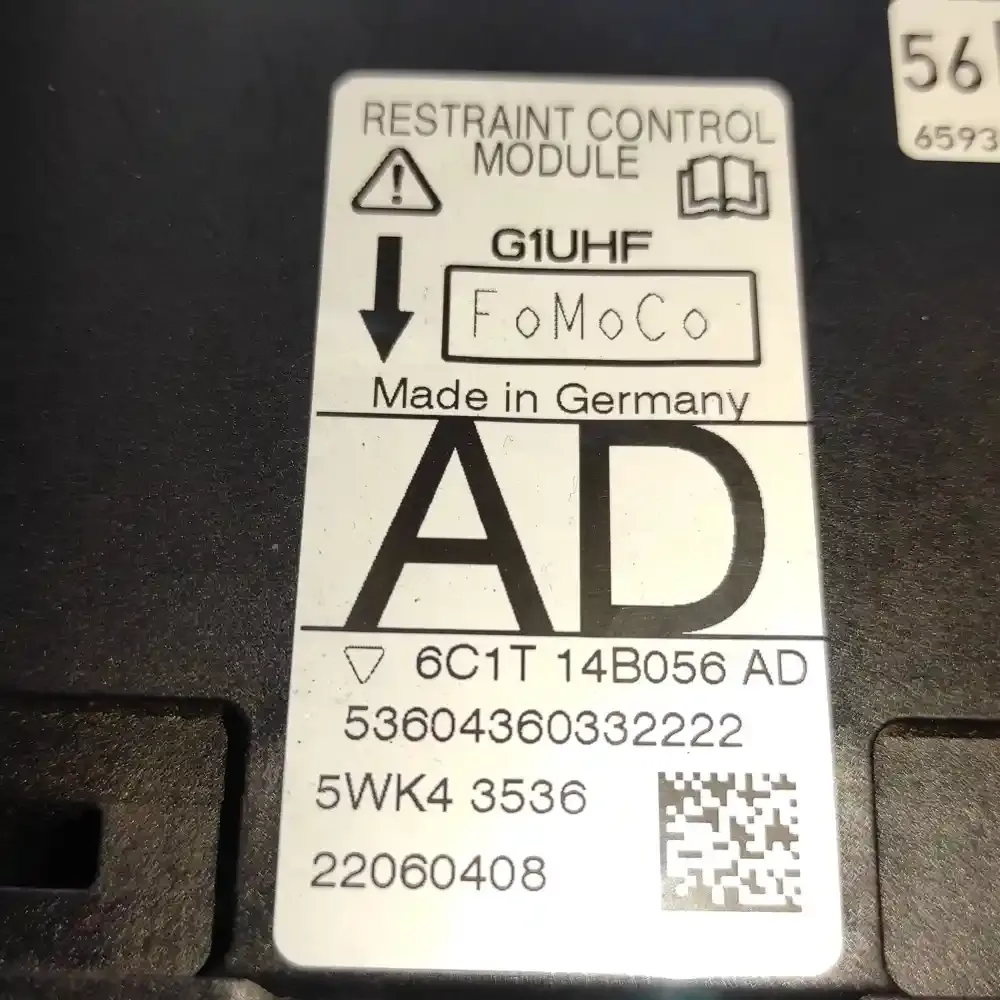 RESTRAINT CONTROL
MODULE
G1UHF
FoMoCo
Made in Germany
AD
6C1T 14B056 AD
53604360332222
5WK4 3536
22060408
56
6593